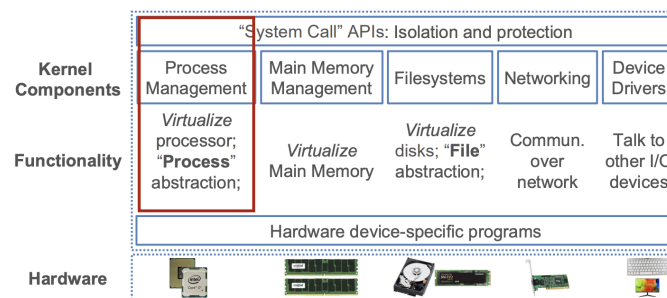 “System Call” APIs: Isolation and protection
Kernel
Components
Process
Management
Main Memory
Management
Filesystems
Networking
Device
Drivers
Functionality
Virtualize
processor;
“Process”
abstraction;
Virtualize
Main Memory
Virtualize
disks; “File”
abstraction;
Commun.
over
network
Talk to
other I/O
devices
Hardware device-specific programs
Hardware